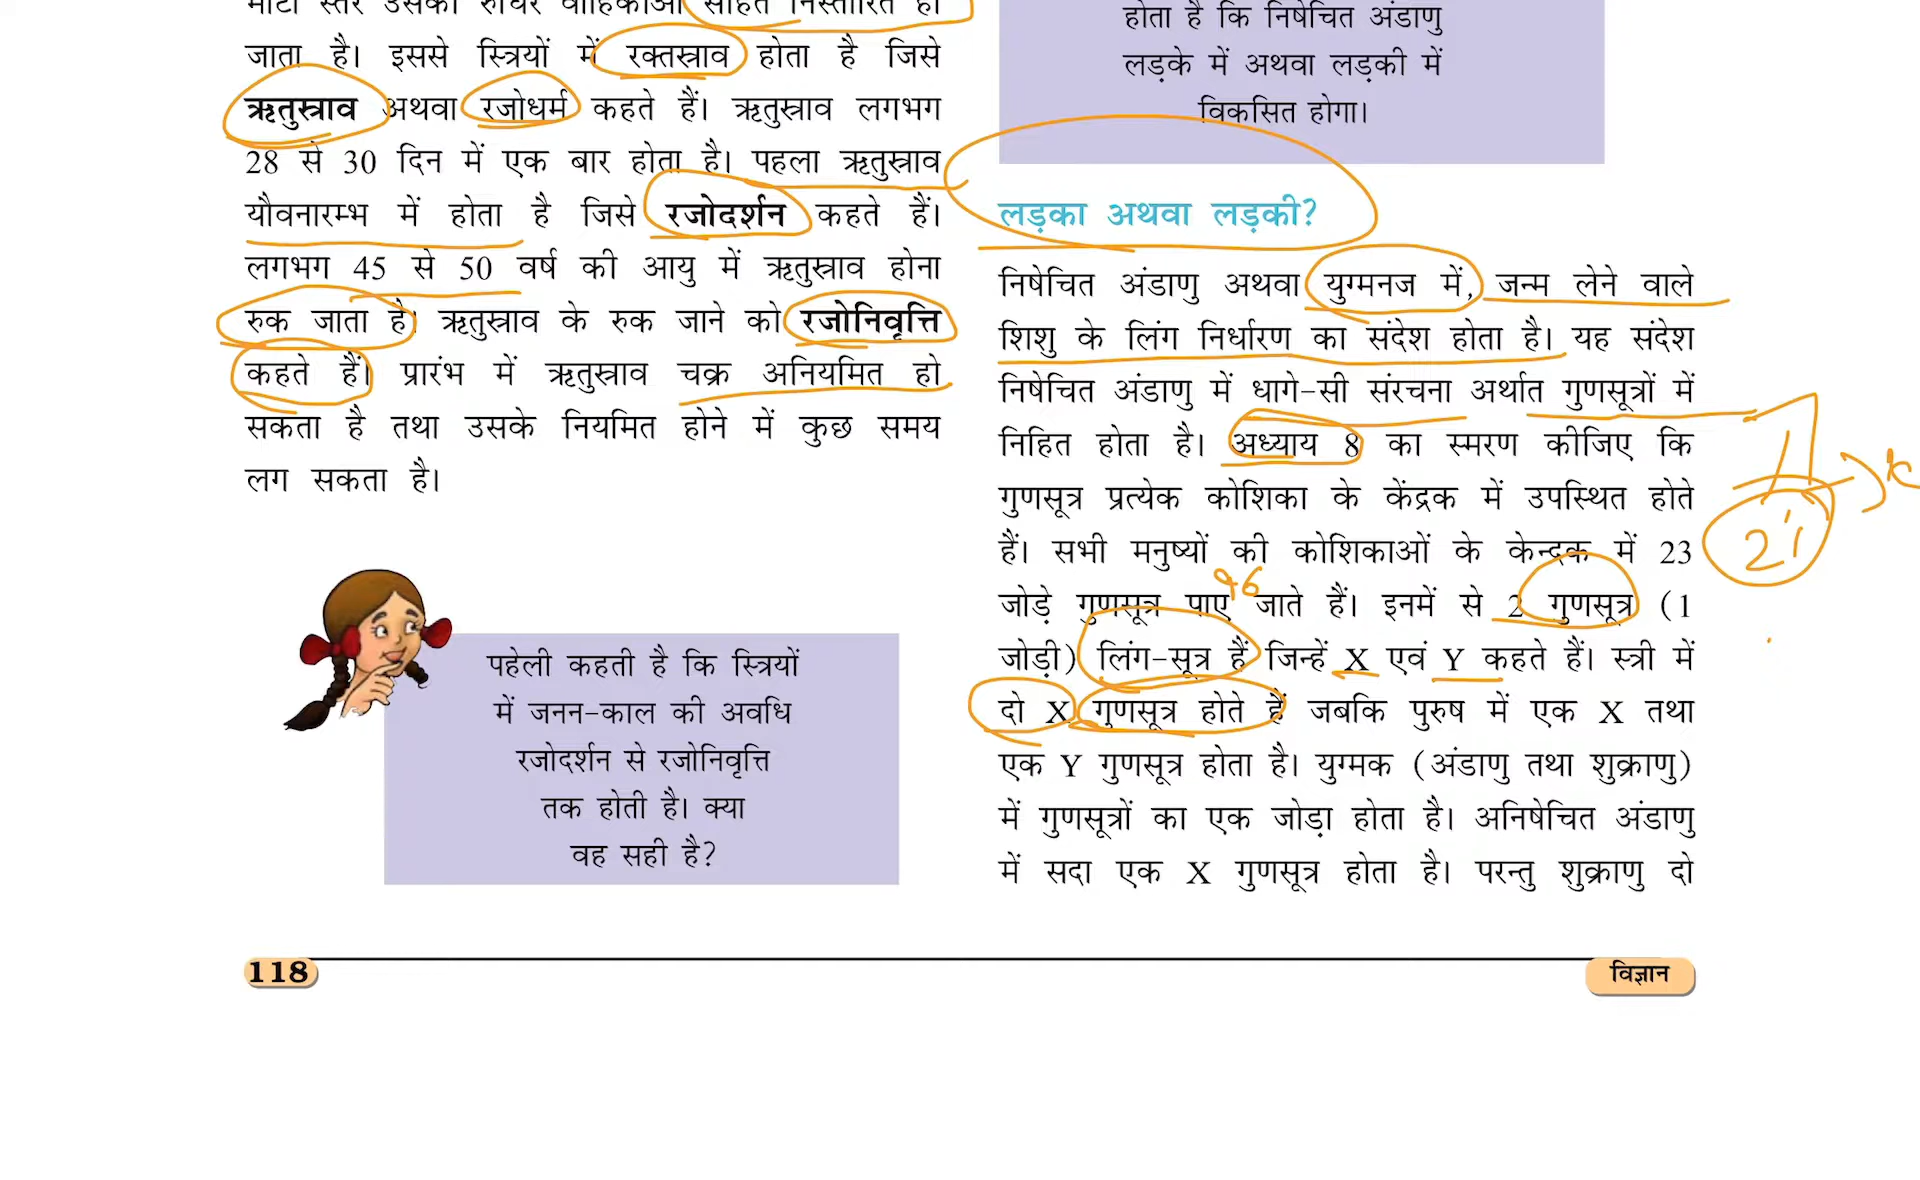 मोटा स्तर उसकी रुधिर वाहिकाओं सहित निस्तारित हो
जाता है। इससे स्त्रियों में रक्तस्राव होता है जिसे
ऋतुस्राव अथवा रजोधर्म कहते हैं। ऋतुस्राव लगभग
28 से 30 दिन में एक बार होता है। पहला ऋतुस्राव
यौवनारम्भ में होता है जिसे रजोदर्शन कहते हैं।
लगभग 45 से 50 वर्ष की आयु में ऋतुस्राव होना
रुक जाता है। ऋतुस्राव के रुक जाने को रजोनिवृत्ति
कहते हैं। प्रारंभ में ऋतुस्राव चक्र अनियमित हो
सकता है तथा उसके नियमित होने में कुछ समय
लग सकता है।
पहेली कहती है कि स्त्रियों
में जनन-काल की अवधि
रजोदर्शन से रजोनिवृत्ति
तक होती है। क्या
वह सही है?
होता है कि निषेचित अंडाणु
लड़के में अथवा लड़की में
विकसित होगा।
लड़का अथवा लड़की?
निषेचित अंडाणु अथवा युग्मनज में, जन्म लेने वाले
शिशु के लिंग निर्धारण का संदेश होता है। यह संदेश
निषेचित अंडाणु में धागे-सी संरचना अर्थात गुणसूत्रों में
निहित होता है। अध्याय 8 का स्मरण कीजिए कि
गुणसूत्र प्रत्येक कोशिका के केंद्रक में उपस्थित होते
हैं। सभी मनुष्यों की कोशिकाओं के केन्द्रक में 23
46
जोड़े गुणसूत्र पाए जाते हैं। इनमें से 2 गुणसूत्र (1
जोड़ी) लिंग-सूत्र हैं जिन्हें X एवं Y कहते हैं। स्त्री में
दो X गुणसूत्र होते हैं जबकि पुरुष में एक X तथा
एक Y गुणसूत्र होता है। युग्मक (अंडाणु तथा शुक्राणु)
में गुणसूत्रों का एक जोड़ा होता है। अनिषेचित अंडाणु
में सदा एक X गुणसूत्र होता है। परन्तु शुक्राणु दो
118
विज्ञान